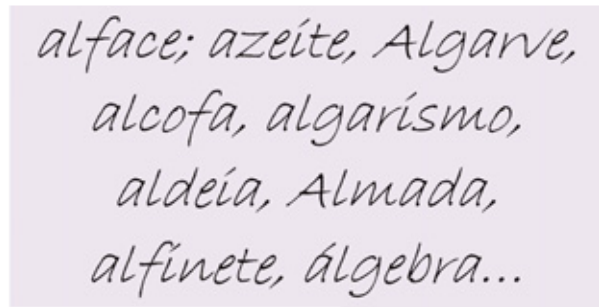 alface; azeite, Algarve,
alcofa, algarismo,
aldeia, Almada,
alfinete, álgebra...